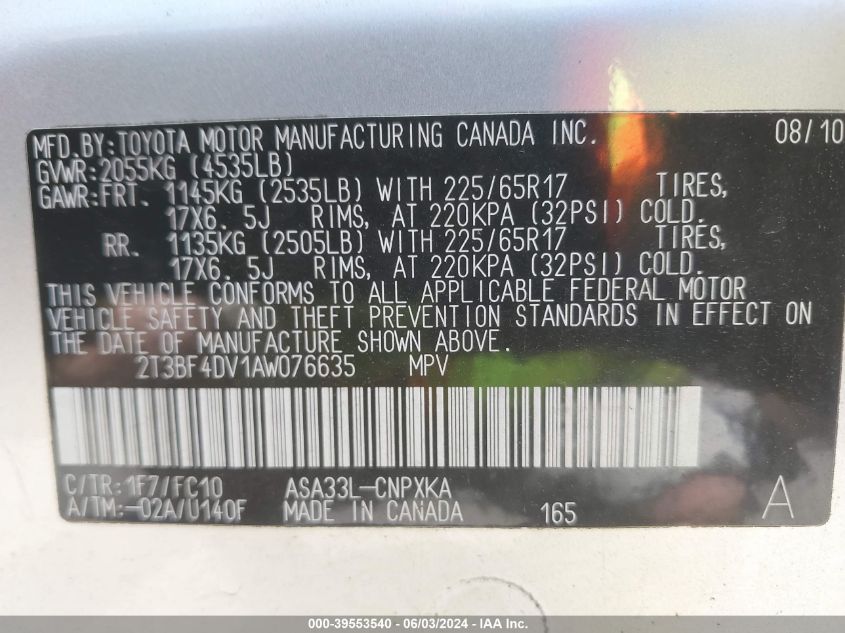 MFD.BY:TOYOTA MOTOR MANUFACTURING CANADA INC. 08/10
GVWR:2055KG (4535LB)
GAWR:FRT. 1145KG (2535LB) WITH 225/65R17 TIRES,
17X6. 5J RIMS, AT 220KPA (32PSI) COLD.
RR. 1135KG (2505LB) WITH 225/65R17 TIRES,
17X6. 5J RIMS, AT 220KPA (32PSI) COLD.
THIS VEHICLE CONFORMS TO ALL APPLICABLE FEDERAL MOTOR
VEHICLE SAFETY AND THEFT PREVENTION STANDARDS IN EFFECT ON
THE DATE OF MANUFACTURE SHOWN ABOVE.
2T3BF4DV1AW076635 MPV
C/TR:1F7/FC10 ASA33L-CNPXKA
A/TM:-02A/U140F MADE IN CANADA 165 A
000-39553540 - 06/03/2024 - IAA Inc.